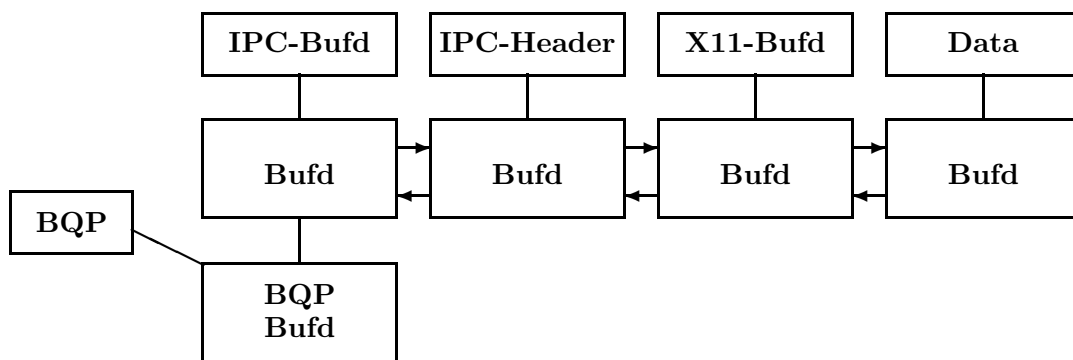 IPC-Bufd
IPC-Header
X11-Bufd
Data
Bufd
Bufd
Bufd
Bufd
BQP
BQP
Bufd